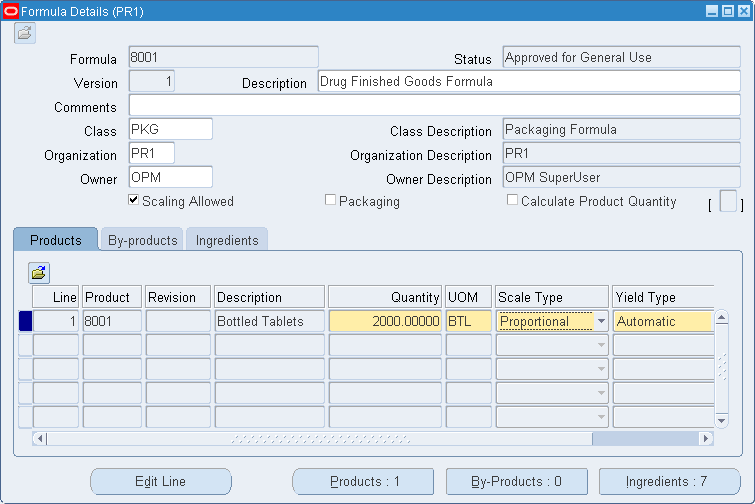 Formula Details (PR1)
Formula 8001 Status Approved for General Use
Version 1 Description Drug Finished Goods Formula
Comments
Class PKG Class Description Packaging Formula
Organization PR1 Organization Description PR1
Owner OPM Owner Description OPM SuperUser
Scaling Allowed Packaging Calculate Product Quantity [ ]
Products By-products Ingredients
Line Product Revision Description Quantity UOM Scale Type Yield Type
1 8001 Bottled Tablets 2000.00000 BTL Proportional Automatic
Edit Line Products : 1 By-Products : 0 Ingredients : 7